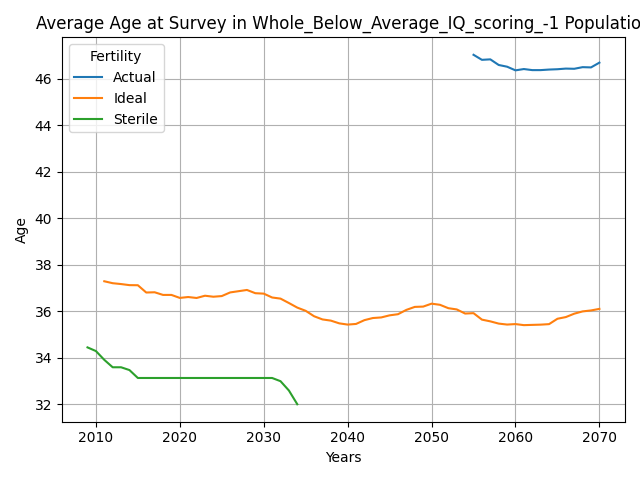 Average Age at Survey in Whole_Below_Average_IQ_scoring_-1 Populatio
Fertility
Actual
Ideal
Sterile
Age
46
44
42
40
38
36
34
32
2010 2020 2030 2040 2050 2060 2070
Years